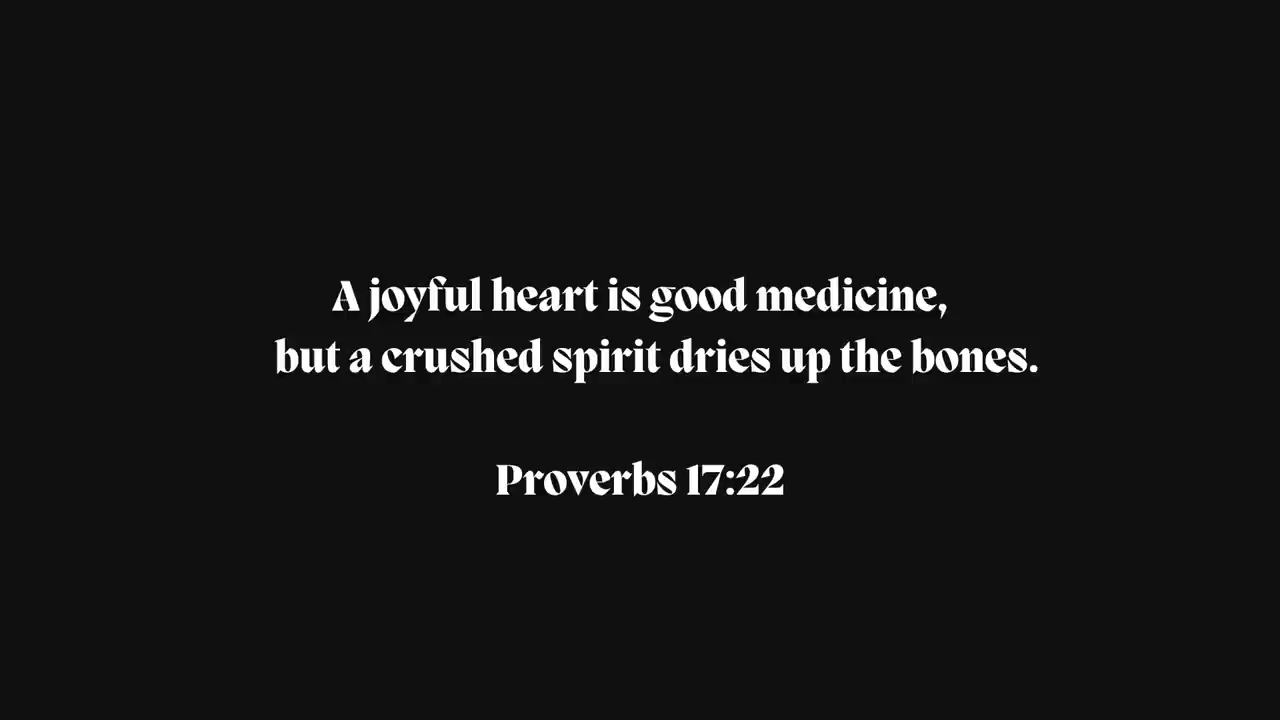 A joyful heart is good medicine,
but a crushed spirit dries up the bones.
Proverbs 17:22